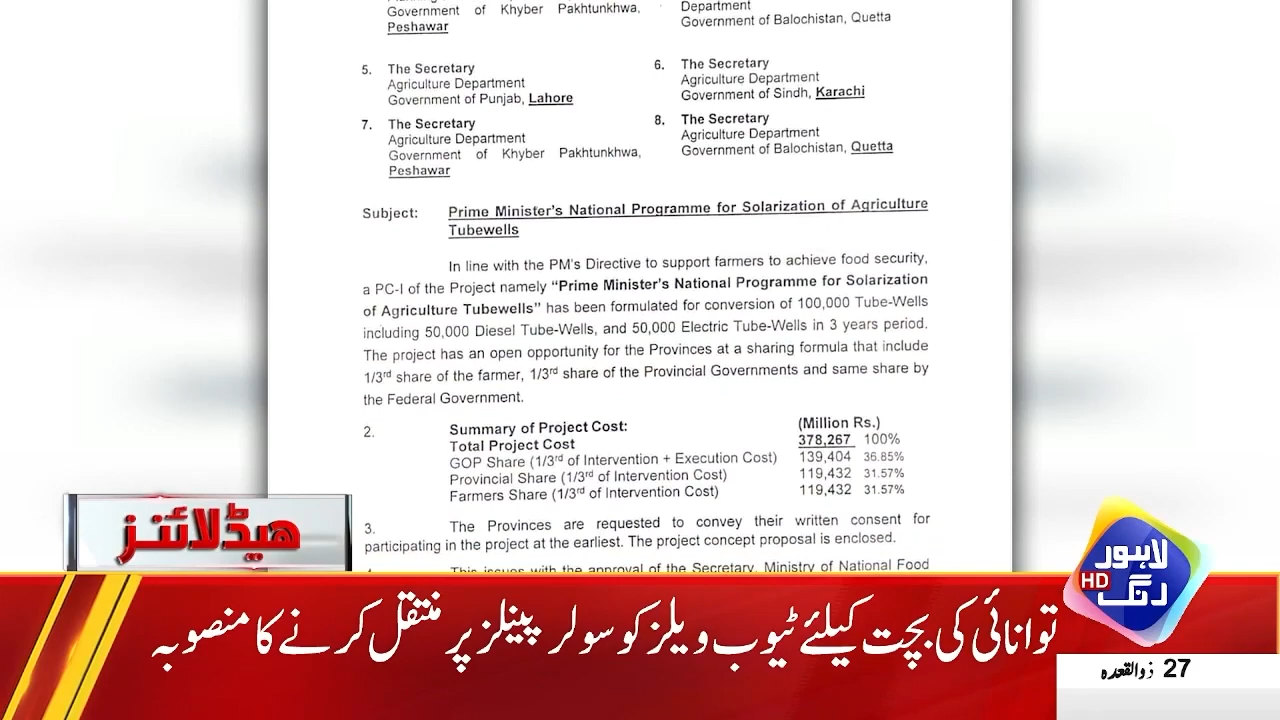 Government of Khyber Pakhtunkhwa,
Peshawar
Department
Government of Balochistan, Quetta
5. The Secretary
Agriculture Department
Government of Punjab, Lahore
6. The Secretary
Agriculture Department
Government of Sindh, Karachi
7. The Secretary
Agriculture Department
Government of Khyber Pakhtunkhwa,
Peshawar
8. The Secretary
Agriculture Department
Government of Balochistan, Quetta
Subject: Prime Minister's National Programme for Solarization of Agriculture
Tubewells
In line with the PM's Directive to support farmers to achieve food security,
a PC-I of the Project namely “Prime Minister's National Programme for Solarization
of Agriculture Tubewells” has been formulated for conversion of 100,000 Tube-Wells
including 50,000 Diesel Tube-Wells, and 50,000 Electric Tube-Wells in 3 years period.
The project has an open opportunity for the Provinces at a sharing formula that include
1/3rd share of the farmer, 1/3rd share of the Provincial Governments and same share by
the Federal Government.
2. Summary of Project Cost: (Million Rs.)
Total Project Cost 378,267 100%
GOP Share (1/3rd of Intervention + Execution Cost) 139,404 36.85%
Provincial Share (1/3rd of Intervention Cost) 119,432 31.57%
Farmers Share (1/3rd of Intervention Cost) 119,432 31.57%
3. The Provinces are requested to convey their written consent for
participating in the project at the earliest. The project concept proposal is enclosed.
This issues with the approval of the Secretary, Ministry of National Food
ہیڈلائنز
لاہور
رنگ HD
توانائی کی بچت کیلئے ٹیوب ویلز کو سولر پینلز پر منتقل کرنے کا منصوبہ
27 ذوالقعدہ